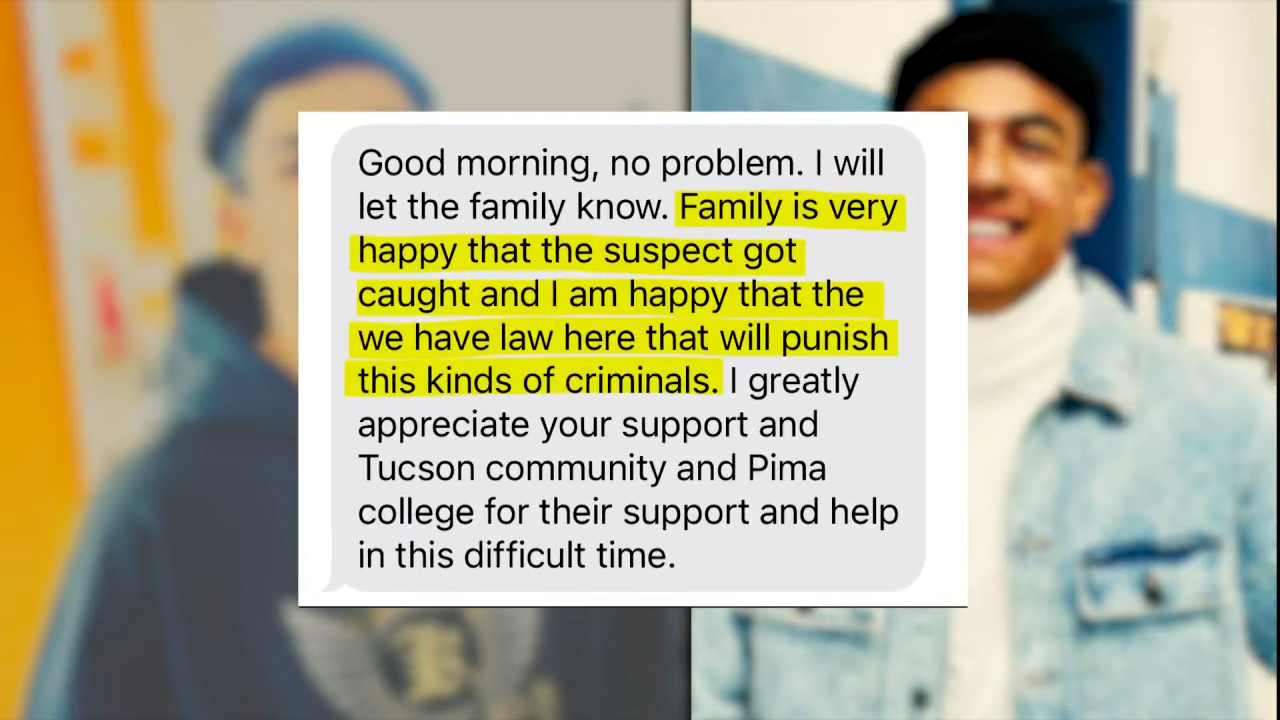 Good morning, no problem. I will
let the family know. Family is very
happy that the suspect got
caught and I am happy that the
we have law here that will punish
this kinds of criminals. I greatly
appreciate your support and
Tucson community and Pima
college for their support and help
in this difficult time.
B